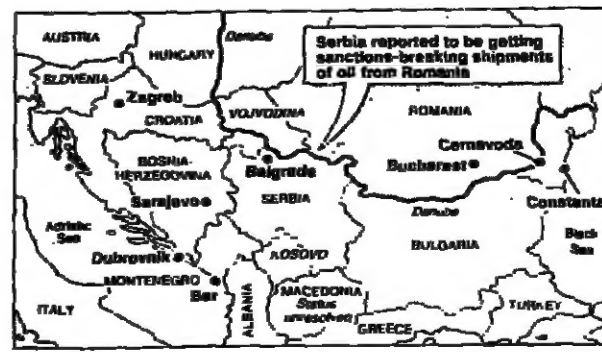 AUSTRIA
HUNGARY
Danube
Serbia reported to be getting
sanctions-breaking shipments
of oil from Romania
SLOVENIA
Zagreb
CROATIA
VOJVODINA
ROMANIA
Cernavoda
BOSNIA-
HERZEGOVINA
Belgrade
Bucharest
Sarajevo
SERBIA
Constanta
Adriatic
Sea
Danube
Black
Sea
Dubrovnik
KOSOVO
BULGARIA
MONTENEGRO
Bar
MACEDONIA
Status
unresolved
ITALY
ALBANIA
GREECE
TURKEY